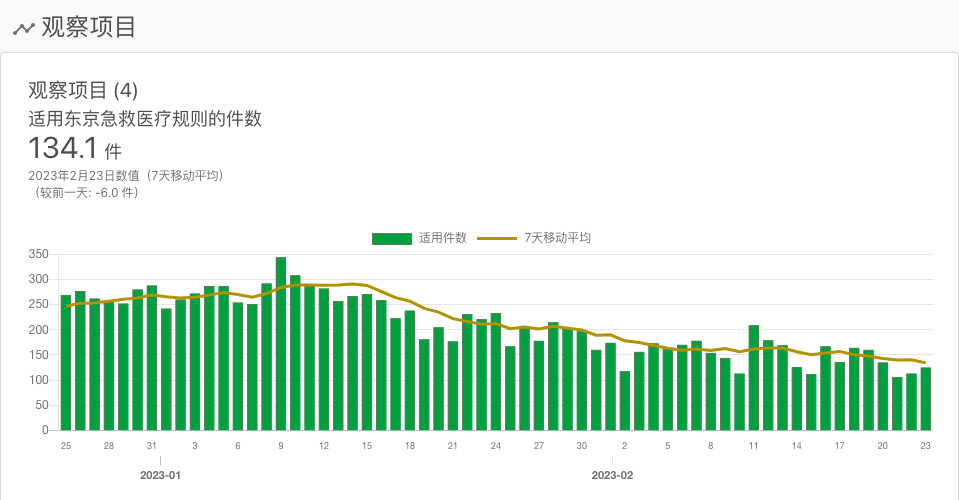 观察项目
观察项目 (4)
适用东京急救医疗规则的件数
134.1 件
2023年2月23日数值（7天移动平均）
（较前一天: -6.0 件）
适用件数 7天移动平均
350
300
250
200
150
100
50
0
25 28 31 3 6 9 12 15 18 21 24 27 30 2 5 8 11 14 17 20 23
2023-01 2023-02